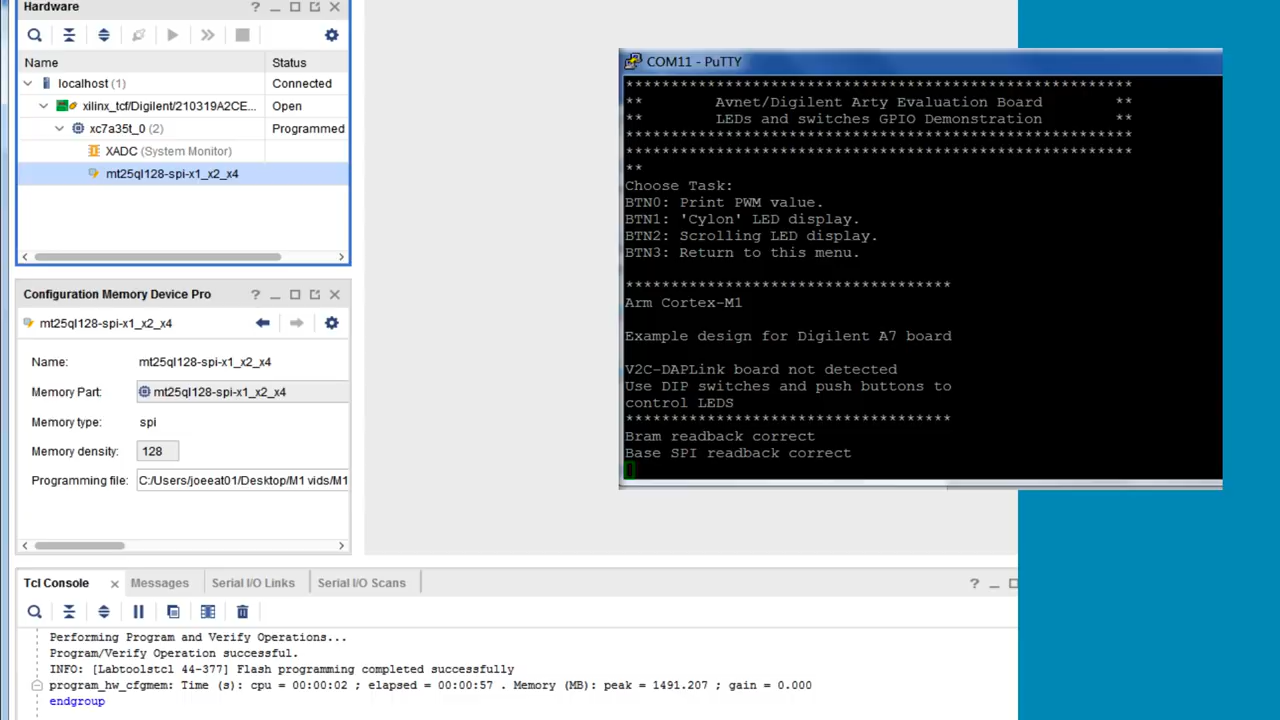 Hardware
?
Name
Status
localhost (1)
Connected
xilinx_tcf/Digilent/210319A2CE...
Open
xc7a35t_0 (2)
Programmed
XADC (System Monitor)
mt25ql128-spi-x1_x2_x4
Configuration Memory Device Pro
?
mt25ql128-spi-x1_x2_x4
Name: mt25ql128-spi-x1_x2_x4
Memory Part: mt25ql128-spi-x1_x2_x4
Memory type: spi
Memory density: 128
Programming file: C:/Users/joeeat01/Desktop/M1 vids/M1
COM11 - PuTTY
********************************************************
** Avnet/Digilent Arty Evaluation Board **
** LEDs and switches GPIO Demonstration **
********************************************************
********************************************************
**
Choose Task:
BTN0: Print PWM value.
BTN1: 'Cylon' LED display.
BTN2: Scrolling LED display.
BTN3: Return to this menu.
************************************
Arm Cortex-M1
Example design for Digilent A7 board
V2C-DAPLink board not detected
Use DIP switches and push buttons to
control LEDS
************************************
Bram readback correct
Base SPI readback correct
Tcl Console
Messages
Serial I/O Links
Serial I/O Scans
?
Performing Program and Verify Operations...
Program/Verify Operation successful.
INFO: [Labtoolstcl 44-377] Flash programming completed successfully
program_hw_cfgmem: Time (s): cpu = 00:00:02 ; elapsed = 00:00:57 . Memory (MB): peak = 1491.207 ; gain = 0.000
endgroup